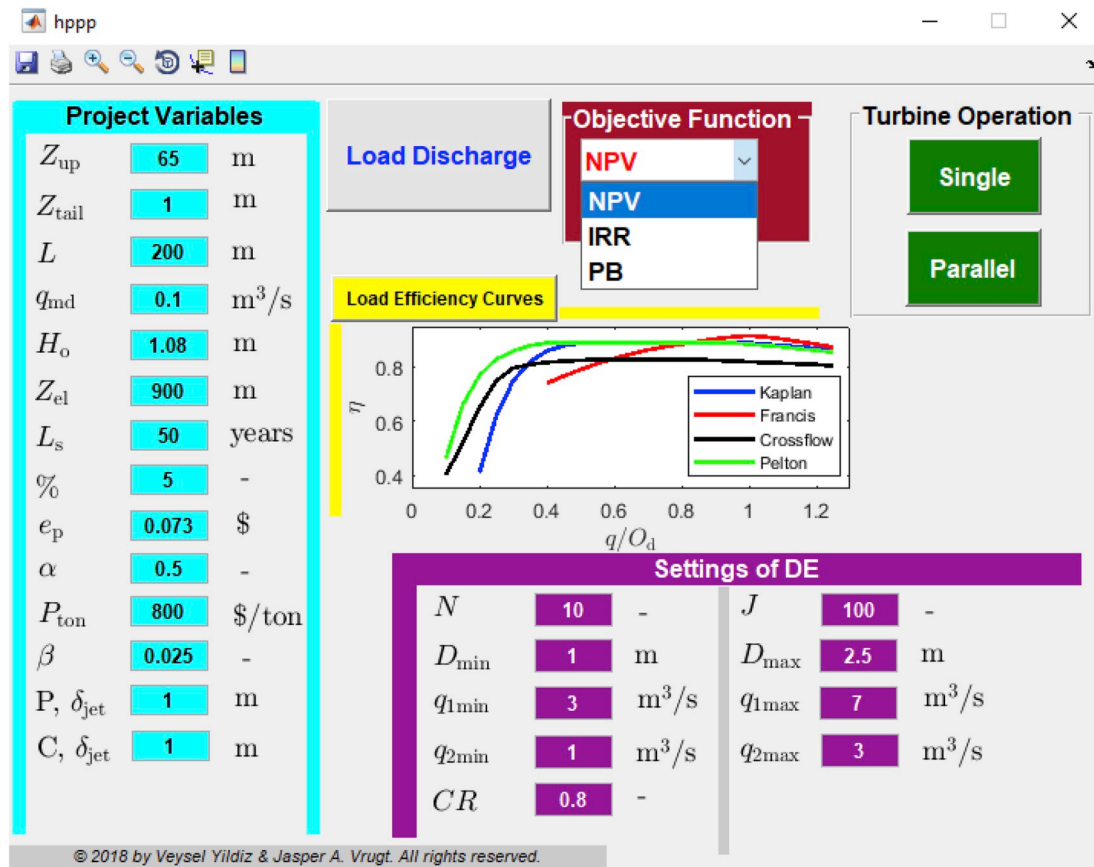 hppp
Project Variables
Z_up 65 m
Z_tail 1 m
L 200 m
q_md 0.1 m³/s
H_o 1.08 m
Z_el 900 m
L_s 50 years
% 5 -
e_p 0.073 $
α 0.5 -
P_ton 800 $/ton
β 0.025 -
P, δ_jet 1 m
C, δ_jet 1 m
Load Discharge
Objective Function
NPV
NPV
IRR
PB
Turbine Operation
Single
Parallel
Load Efficiency Curves
η
0.8
0.6
0.4
0 0.2 0.4 0.6 0.8 1 1.2
q/O_d
Kaplan
Francis
Crossflow
Pelton
Settings of DE
N 10 - J 100 -
D_min 1 m D_max 2.5 m
q_1min 3 m³/s q_1max 7 m³/s
q_2min 1 m³/s q_2max 3 m³/s
CR 0.8 -
© 2018 by Veysel Yildiz & Jasper A. Vrugt. All rights reserved.